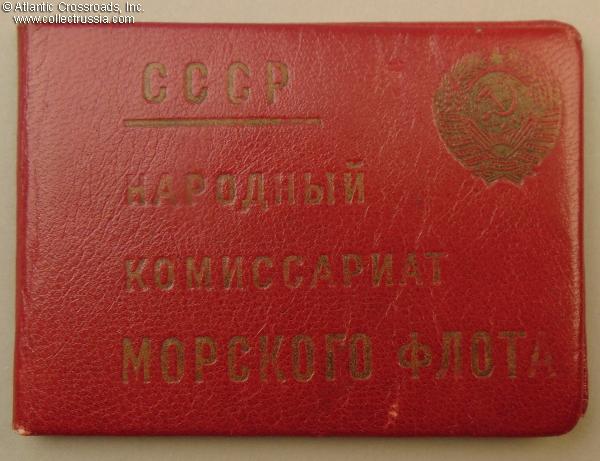 © Atlantic Crossroads, Inc.
www.collectrussia.com
СССР
НАРОДНЫЙ
КОМИССАРИАТ
МОРСКОГО ФЛОТА